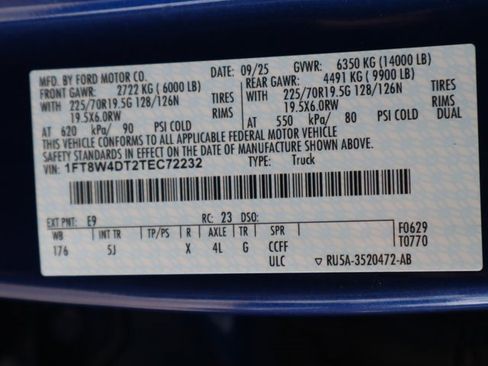 MFD. BY FORD MOTOR CO. DATE: 09/25 GVWR: 6350 KG (14000 LB)
FRONT GAWR: 2722 KG (6000 LB) REAR GAWR: 4491 KG (9900 LB)
WITH 225/70R19.5G 128/126N TIRES WITH 225/70R19.5G 128/126N TIRES
19.5X6.0RW RIMS 19.5X6.0RW RIMS
AT 620 kPa/ 90 PSI COLD AT 550 kPa/ 80 PSI COLD DUAL
THIS VEHICLE CONFORMS TO ALL APPLICABLE FEDERAL MOTOR VEHICLE SAFETY
STANDARDS IN EFFECT ON THE DATE OF MANUFACTURE SHOWN ABOVE.
VIN: 1FT8W4DT2TEC72232 TYPE: Truck
EXT PNT: E9 RC: 23 DSO: F0629
WB INT TR TP/PS R AXLE TR SPR T0770
176 5J X 4L G CCFF
ULC ▽ RU5A-3520472-AB